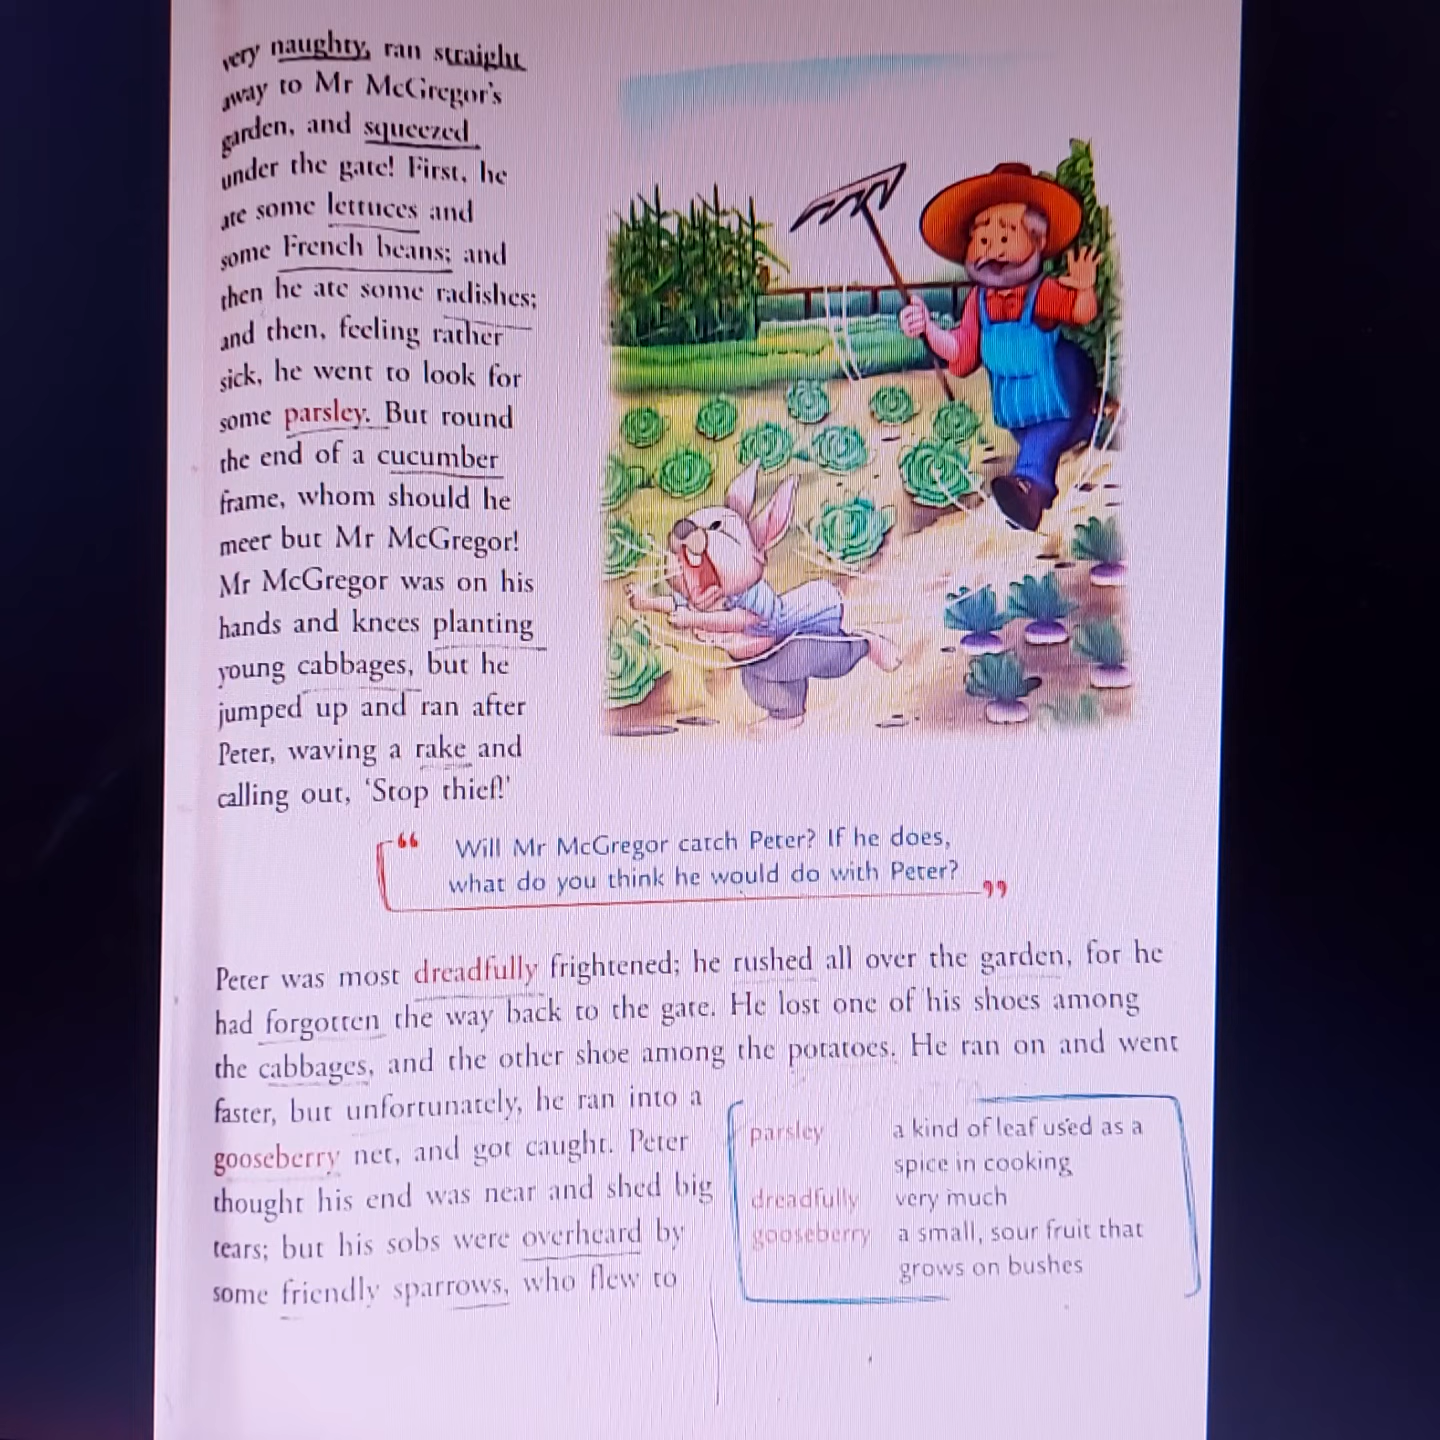 very naughty, ran straight
away to Mr McGregor's
garden, and squeezed
under the gate! First, he
ate some lettuces and
some French beans; and
then he ate some radishes;
and then, feeling rather
sick, he went to look for
some parsley. But round
the end of a cucumber
frame, whom should he
meet but Mr McGregor!
Mr McGregor was on his
hands and knees planting
young cabbages, but he
jumped up and ran after
Peter, waving a rake and
calling out, 'Stop thief!'
“ Will Mr McGregor catch Peter? If he does,
what do you think he would do with Peter? ”
Peter was most dreadfully frightened; he rushed all over the garden, for he
had forgotten the way back to the gate. He lost one of his shoes among
the cabbages, and the other shoe among the potatoes. He ran on and went
faster, but unfortunately, he ran into a
gooseberry net, and got caught. Peter
thought his end was near and shed big
tears; but his sobs were overheard by
some friendly sparrows, who flew to
parsley a kind of leaf used as a
spice in cooking
dreadfully very much
gooseberry a small, sour fruit that
grows on bushes